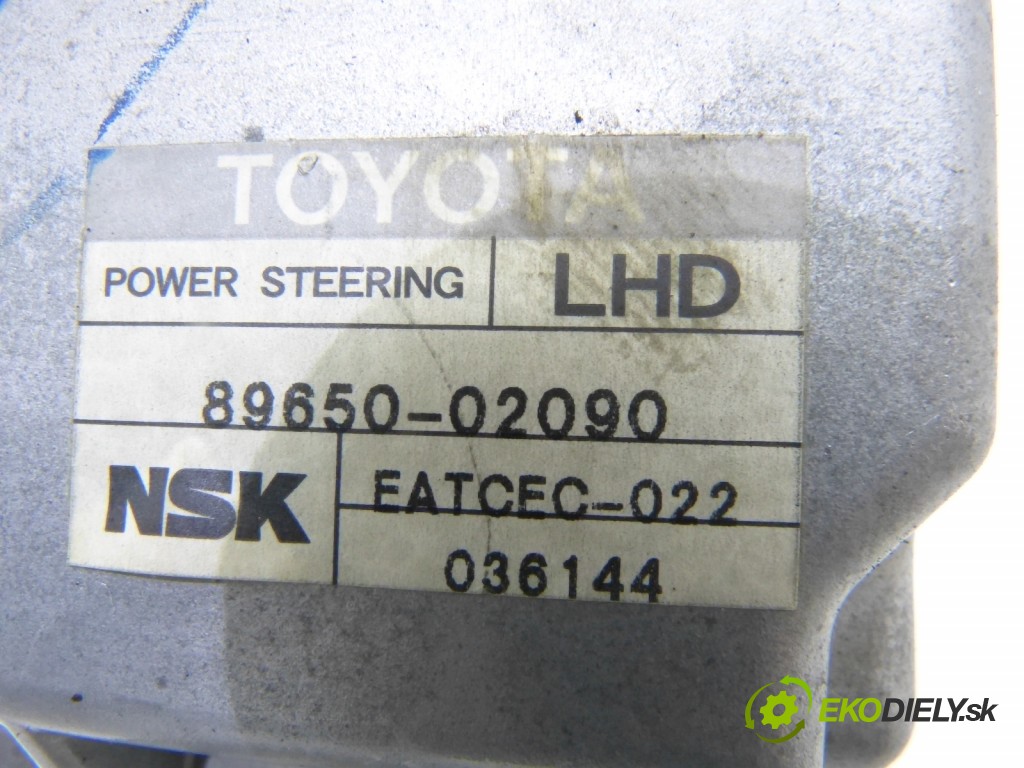 TOYOTA
POWER STEERING LHD
89650-02090
NSK EATCEC-022
036144
EKODIELY.sk